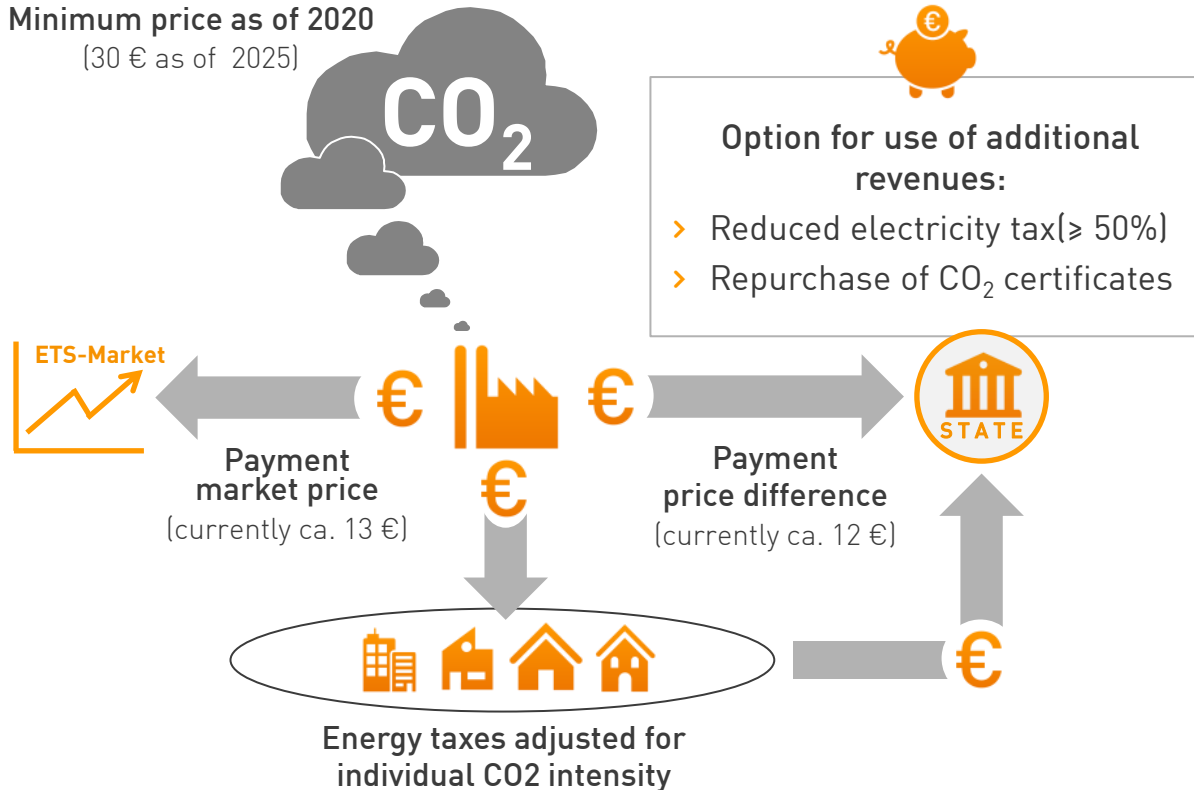 Minimum price as of 2020
(30 € as of 2025)
CO₂
€
Option for use of additional
revenues:
› Reduced electricity tax(⩾ 50%)
› Repurchase of CO₂ certificates
ETS-Market
€
€
STATE
Payment
market price
(currently ca. 13 €)
€
Payment
price difference
(currently ca. 12 €)
€
Energy taxes adjusted for
individual CO2 intensity